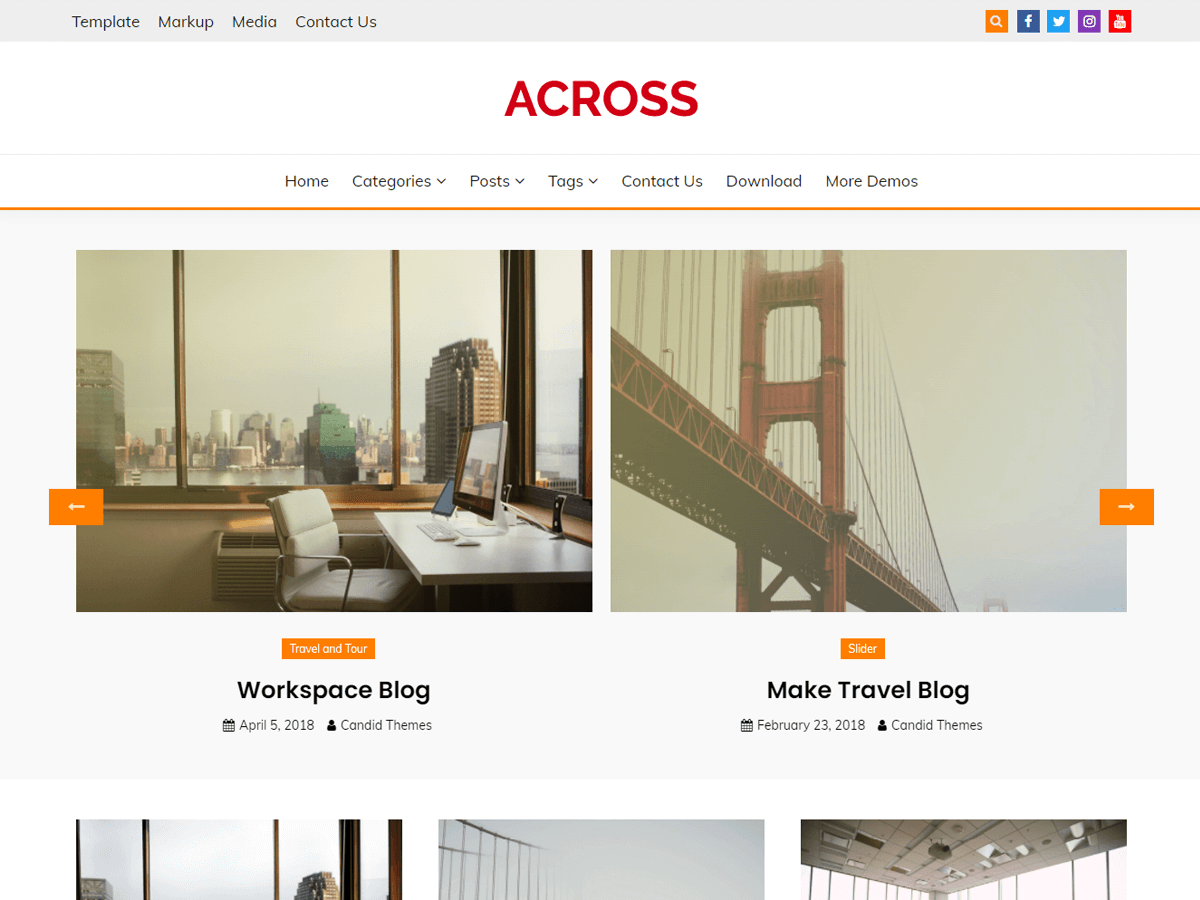 Template Markup Media Contact Us
ACROSS
Home Categories Posts Tags Contact Us Download More Demos
Travel and Tour
Workspace Blog
April 5, 2018 Candid Themes
Slider
Make Travel Blog
February 23, 2018 Candid Themes